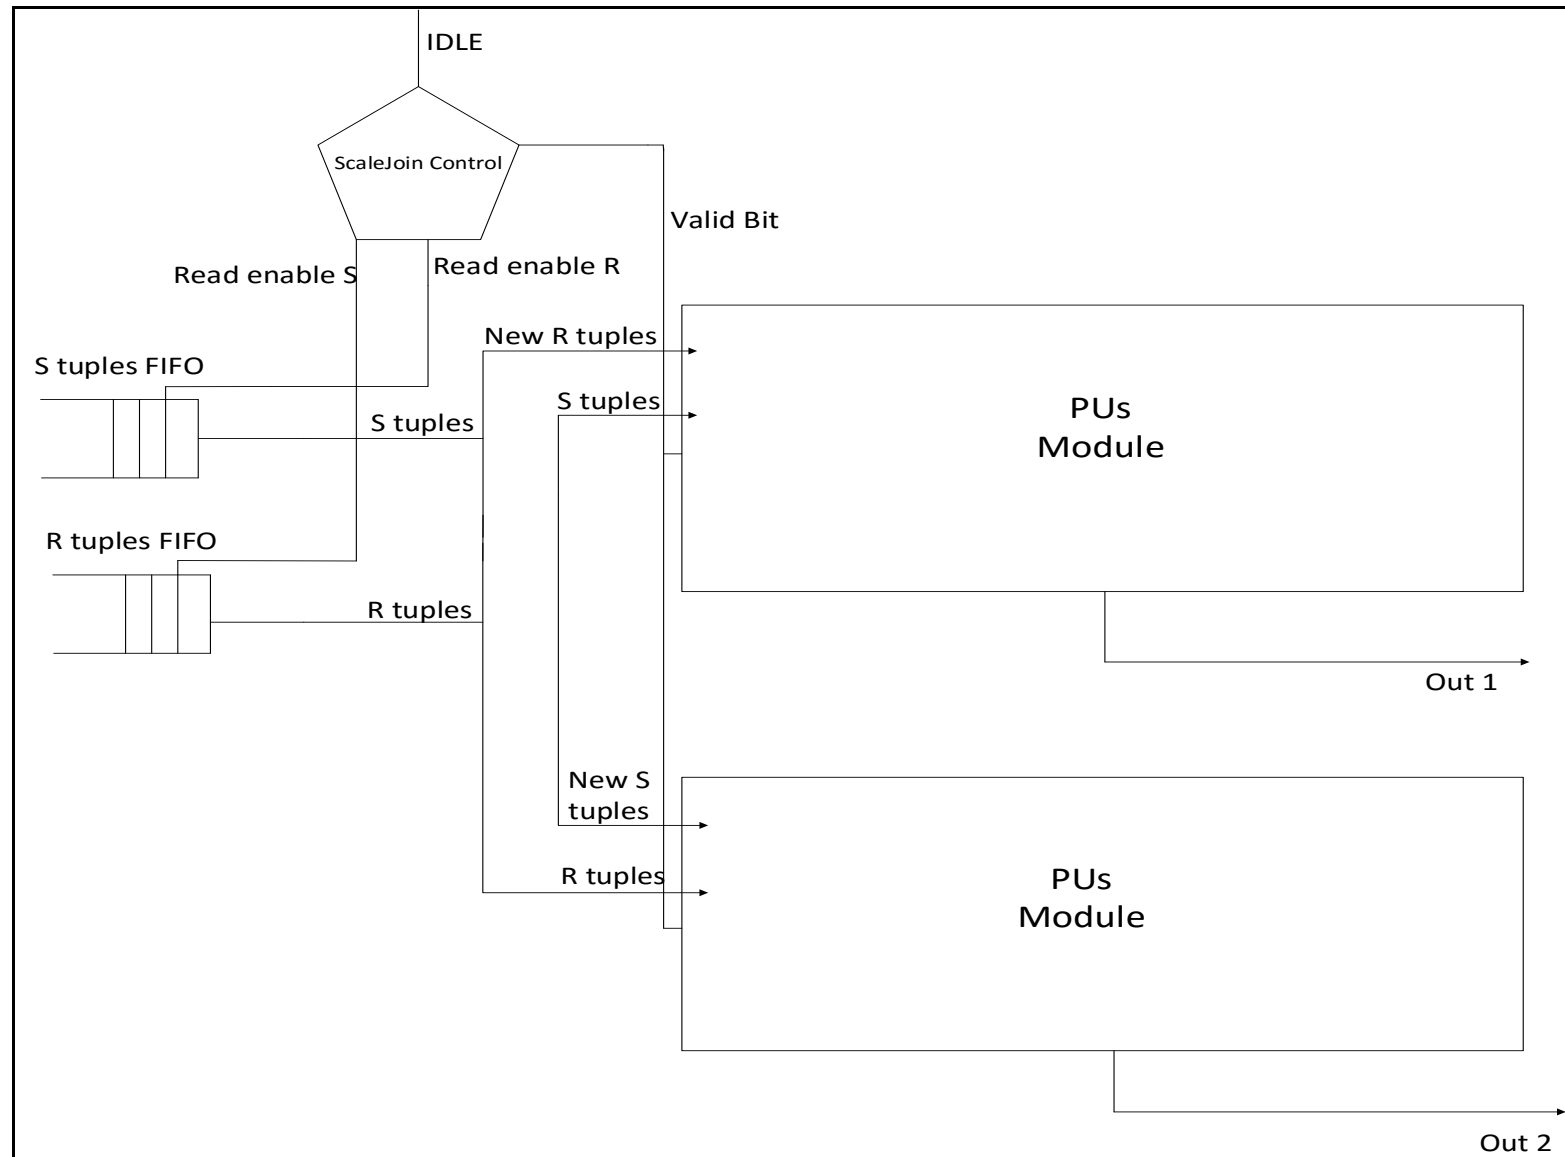 IDLE
ScaleJoin Control
Valid Bit
Read enable S
Read enable R
New R tuples
S tuples FIFO
S tuples
S tuples
PUs
Module
R tuples FIFO
R tuples
Out 1
New S
tuples
R tuples
PUs
Module
Out 2